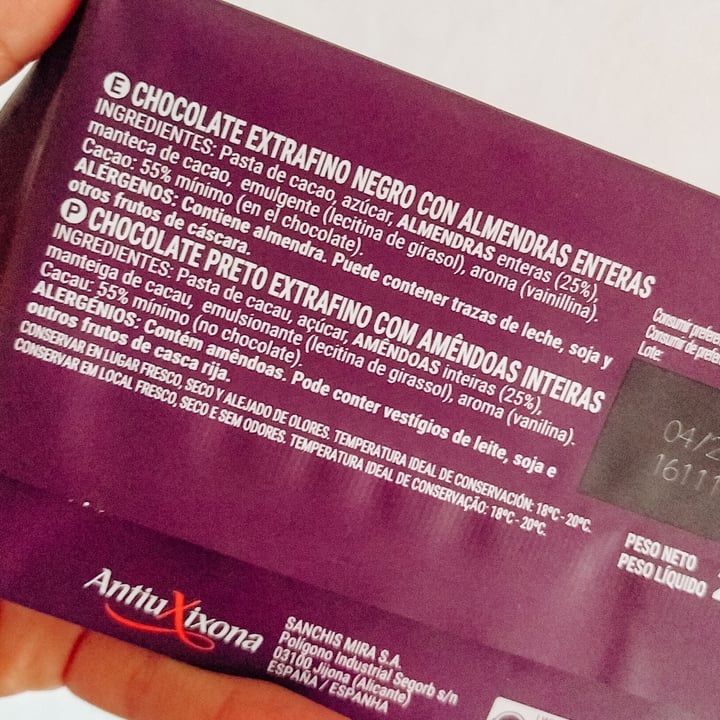 E CHOCOLATE EXTRAFINO NEGRO CON ALMENDRAS ENTERAS
INGREDIENTES: Pasta de cacao, azúcar, ALMENDRAS enteras (25%),
manteca de cacao, emulgente (lecitina de girasol), aroma (vainillina).
Cacao: 55% mínimo (en el chocolate).
ALÉRGENOS: Contiene almendra. Puede contener trazas de leche, soja y
otros frutos de cáscara.
P CHOCOLATE PRETO EXTRAFINO COM AMÊNDOAS INTEIRAS
INGREDIENTES: Pasta de cacau, açúcar, AMÊNDOAS inteiras (25%),
manteiga de cacau, emulsionante (lecitina de girassol), aroma (vanilina).
Cacau: 55% mínimo (no chocolate).
ALERGÉNIOS: Contém amêndoas. Pode conter vestígios de leite, soja e
outros frutos de casca rija.
CONSERVAR EN LUGAR FRESCO, SECO Y ALEJADO DE OLORES. TEMPERATURA IDEAL DE CONSERVACIÓN: 18ºC - 20ºC.
CONSERVAR EM LOCAL FRESCO, SECO E SEM ODORES. TEMPERATURA IDEAL DE CONSERVAÇÃO: 18ºC - 20ºC.
Consumir
Consumir de
Lote:
04/2
16111
PESO NETO
PESO LÍQUIDO
AntiuXixona
SANCHIS MIRA S.A.
Polígono Industrial Segorb s/n
03100 Jijona (Alicante)
ESPAÑA / ESPANHA